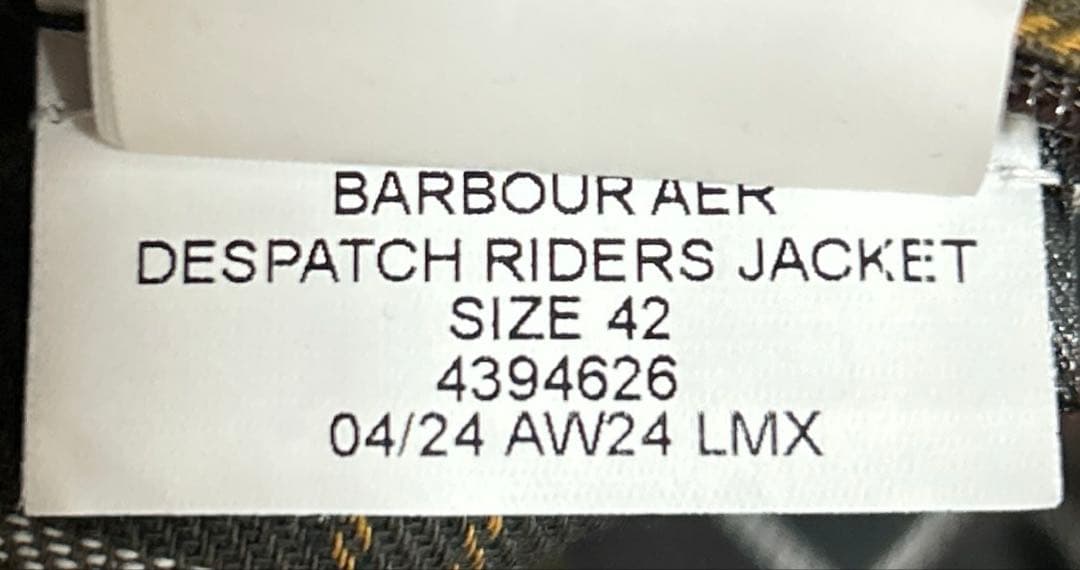 BARBOUR AER
DESPATCH RIDERS JACKET
SIZE 42
4394626
04/24 AW24 LMX